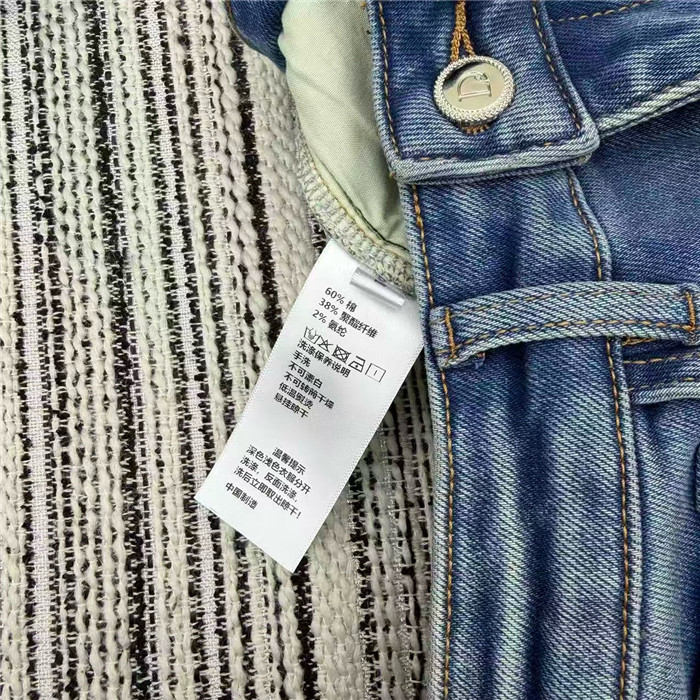 D
60% 棉
38% 聚酯纤维
2% 氨纶
洗涤保养说明
手洗
不可漂白
不可转筒干燥
低温熨烫
悬挂晾干
温馨提示
深色浅色衣服分开
洗涤，反面洗涤，
洗后立即取出晾干！
中国制造